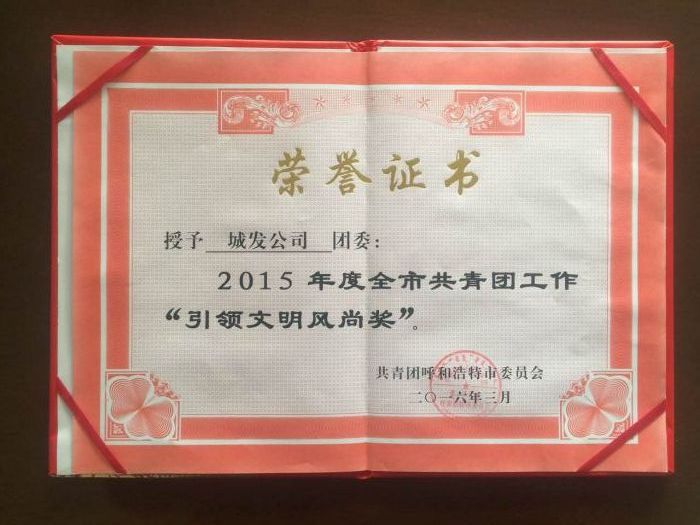 荣誉证书
授予 城发公司 团委：
2015 年度全市共青团工作
“引领文明风尚奖”。
共青团呼和浩特市委员会
二〇一六年三月